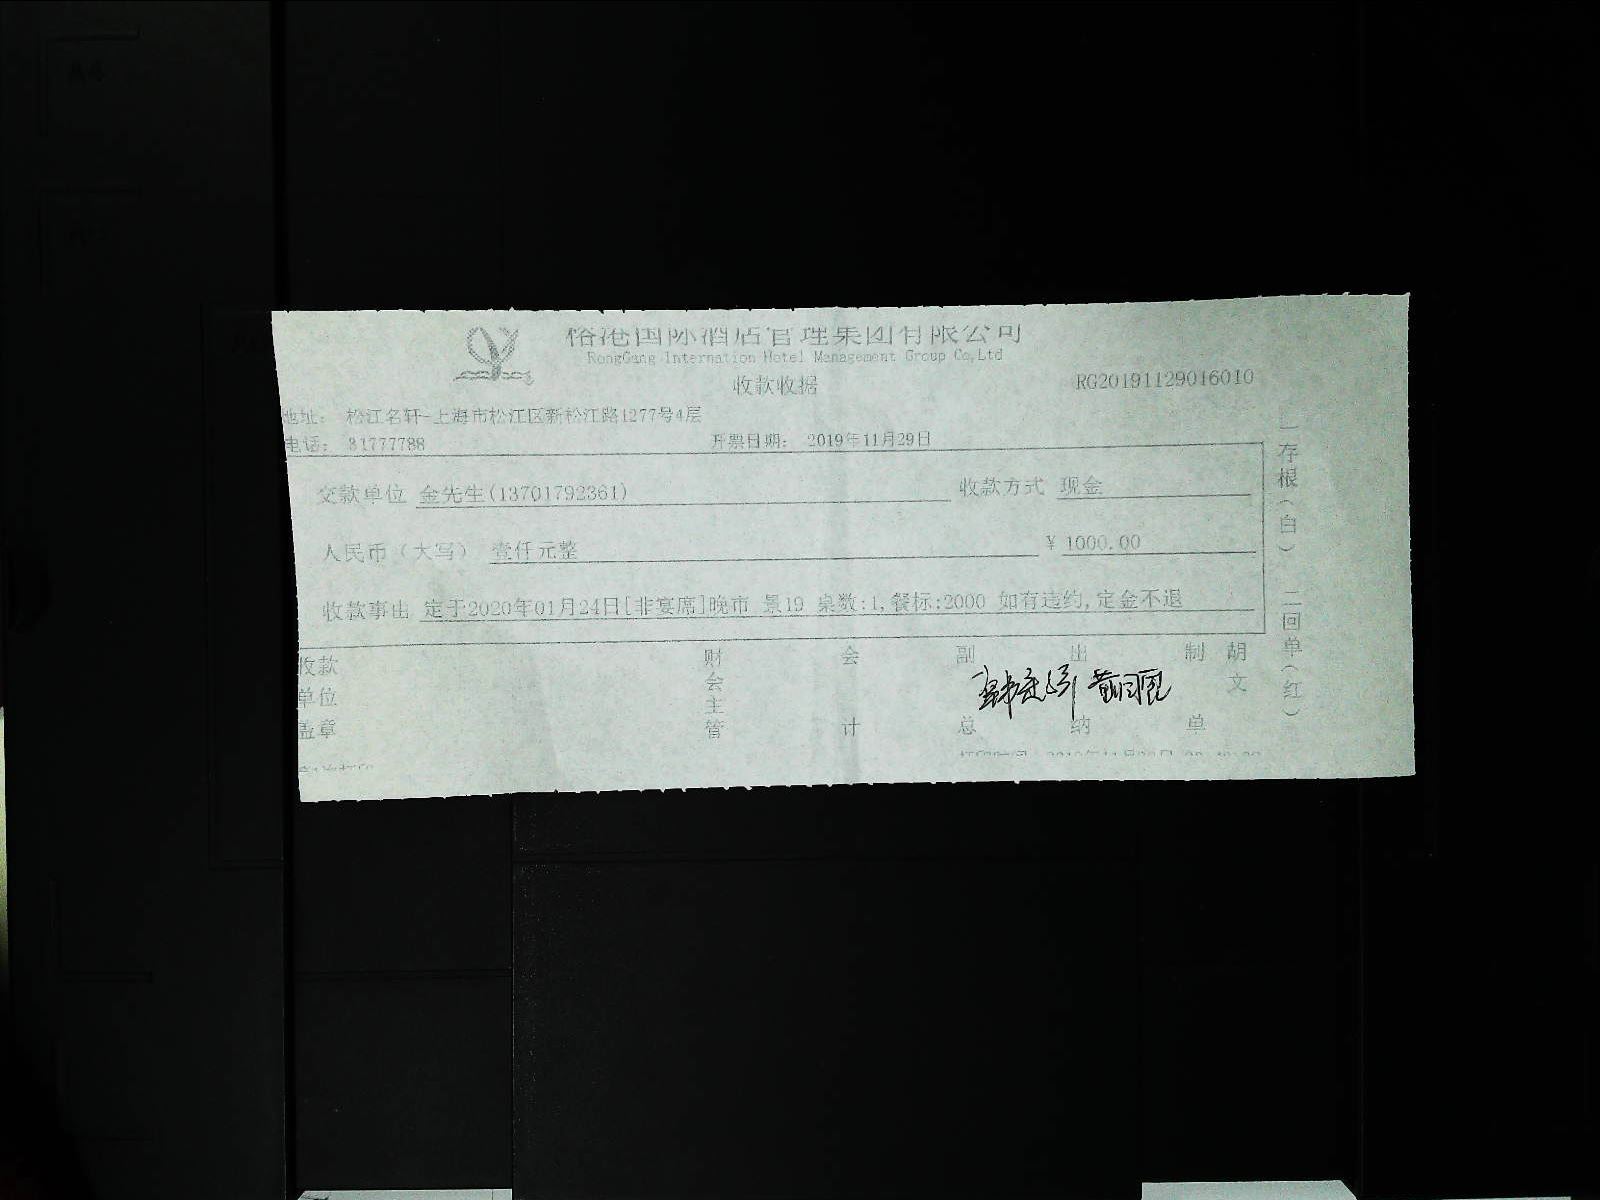 国际酒店管理集团有限公司
RongGang Internation Hotel Management Group Co,Ltd
收款收据
RG20191129016010
地址: 松江名轩-上海市松江区新松江路1277号4层
电话: 81777788 开票日期: 2019年11月29日
交款单位 金先生(13701792361) 收款方式 现金
人民币(大写) 壹仟元整 ¥ 1000.00
收款事由 定于2020年01月24日[非宴席]晚市 景19 桌数:1,餐标:2000 如有违约,定金不退
收款单位盖章 财会主管 会计 副总 出纳 制单 胡文
一存根(白) 二回单(红)